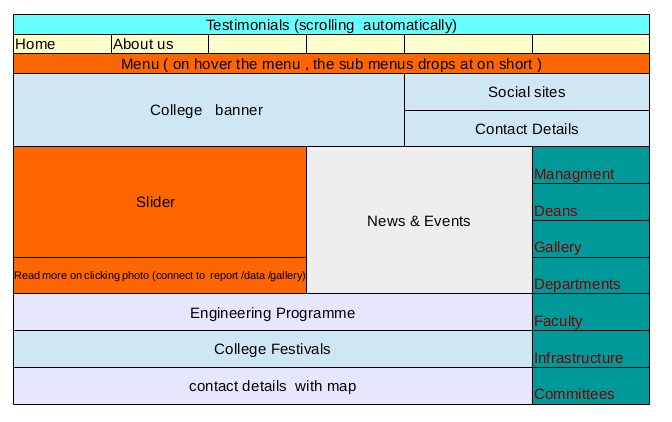 Testimonials (scrolling  automatically)
Home
About us
Menu ( on hover the menu , the sub menus drops at on short )
College   banner
Social sites
Contact Details
Slider
News & Events
Managment
Deans
Gallery
Read more on clicking photo (connect to  report /data /gallery)
Departments
Engineering Programme
Faculty
College Festivals
Infrastructure
contact details  with map
Committees